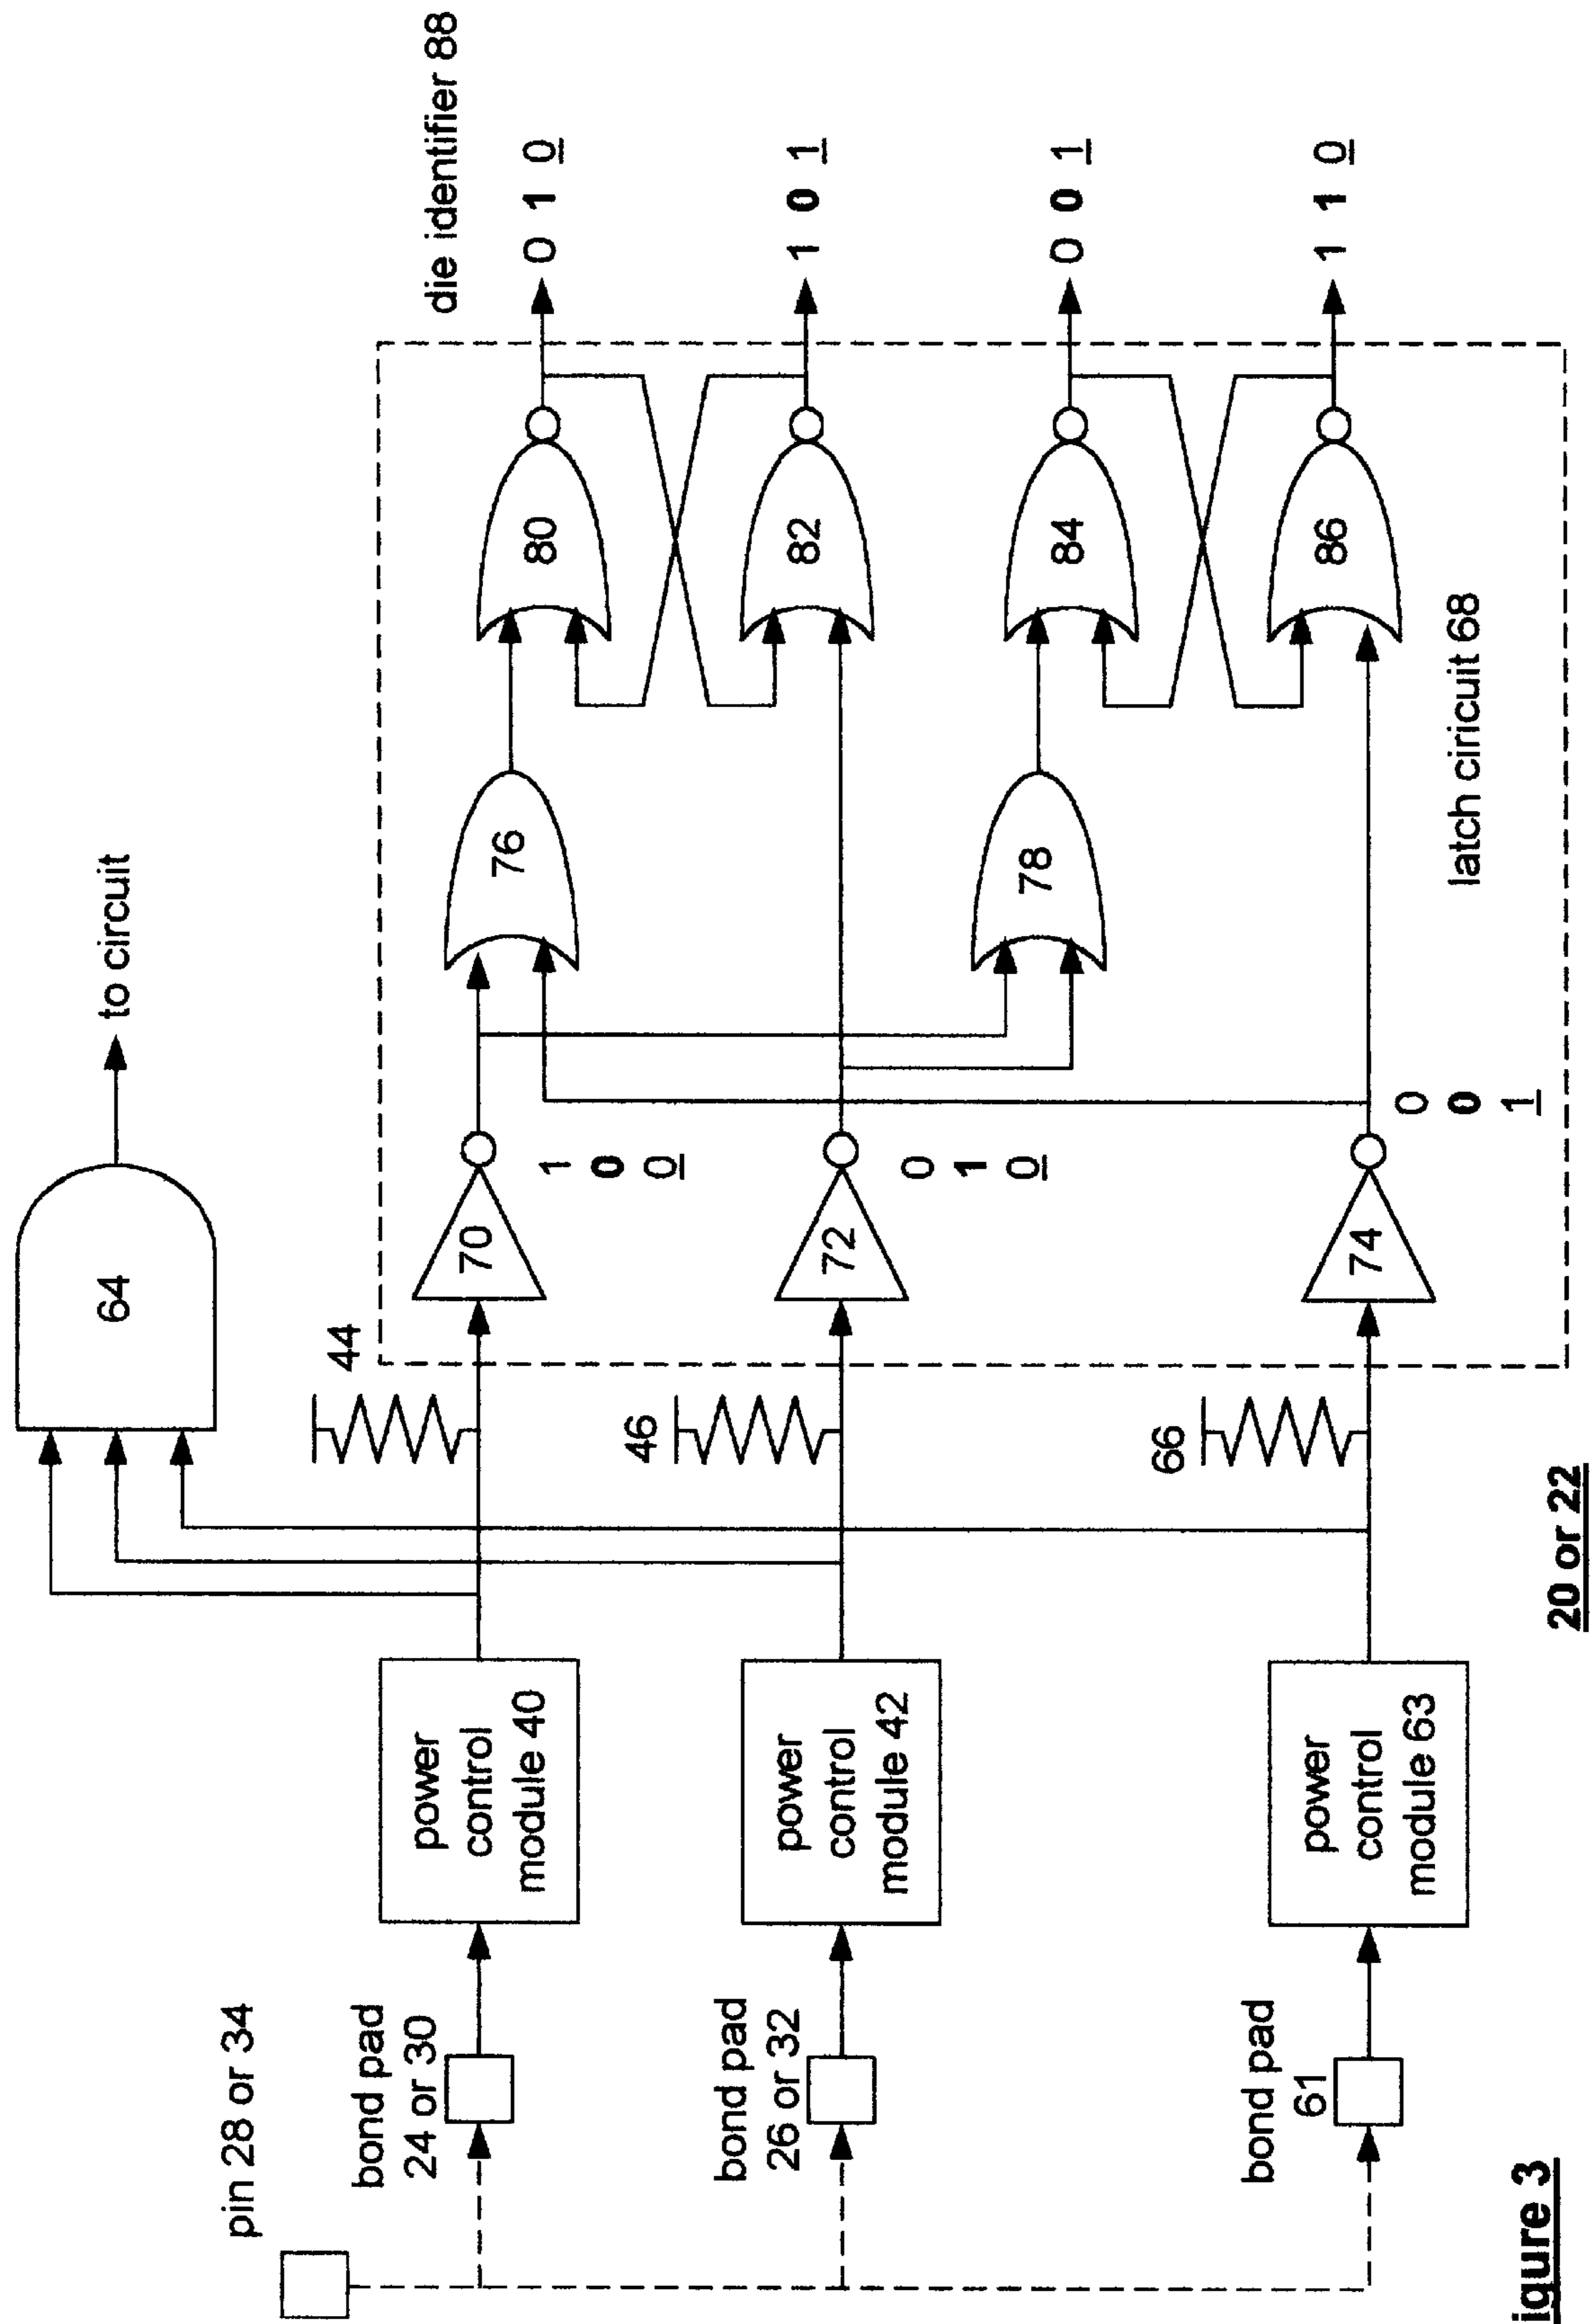 pin 28 or 34
bond pad
24 or 30
bond pad
26 or 32
bond pad
61
power
control
module 40
power
control
module 42
power
control
module 63
44
46
66
64
to circuit
70
72
74
1
0
0
0
1
0
0
0
1
76
78
80
82
84
86
latch ciricuit 68
die identifier 88
0 1 0
1 0 1
0 0 1
1 1 0
20 or 22
igure 3